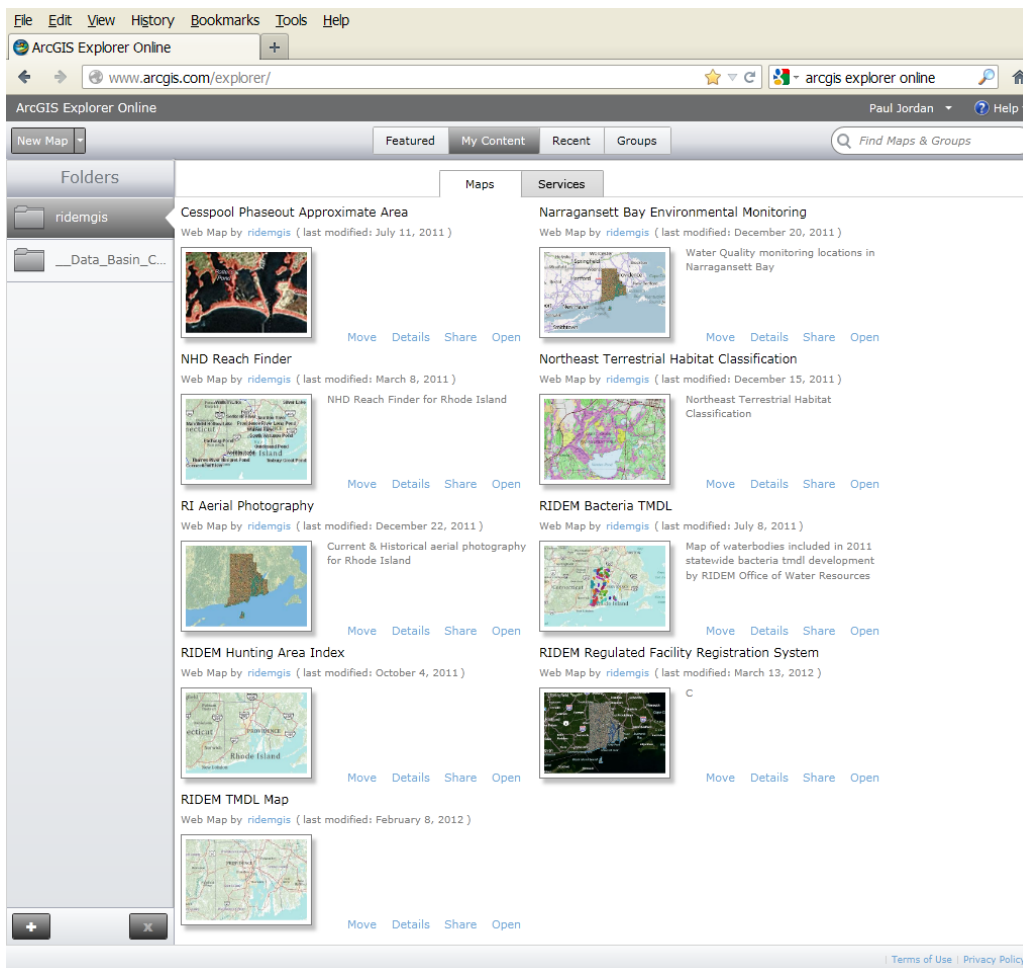 File Edit View History Bookmarks Tools Help
ArcGIS Explorer Online +
www.arcgis.com/explorer/ arcgis explorer online
ArcGIS Explorer Online Paul Jordan Help
New Map Featured My Content Recent Groups Find Maps & Groups
Folders
ridemgis
__Data_Basin_C...
Maps Services
Cesspool Phaseout Approximate Area
Web Map by ridemgis ( last modified: July 11, 2011 )
Move Details Share Open
Narragansett Bay Environmental Monitoring
Web Map by ridemgis ( last modified: December 20, 2011 )
Water Quality monitoring locations in
Narragansett Bay
Move Details Share Open
NHD Reach Finder
Web Map by ridemgis ( last modified: March 8, 2011 )
NHD Reach Finder for Rhode Island
Move Details Share Open
Northeast Terrestrial Habitat Classification
Web Map by ridemgis ( last modified: December 15, 2011 )
Northeast Terrestrial Habitat
Classification
Move Details Share Open
RI Aerial Photography
Web Map by ridemgis ( last modified: December 22, 2011 )
Current & Historical aerial photography
for Rhode Island
Move Details Share Open
RIDEM Bacteria TMDL
Web Map by ridemgis ( last modified: July 8, 2011 )
Map of waterbodies included in 2011
statewide bacteria tmdl development
by RIDEM Office of Water Resources
Move Details Share Open
RIDEM Hunting Area Index
Web Map by ridemgis ( last modified: October 4, 2011 )
Rhode Island
Move Details Share Open
RIDEM Regulated Facility Registration System
Web Map by ridemgis ( last modified: March 13, 2012 )
C
Move Details Share Open
RIDEM TMDL Map
Web Map by ridemgis ( last modified: February 8, 2012 )
Move Details Share Open
+ x
| Terms of Use | Privacy Policy